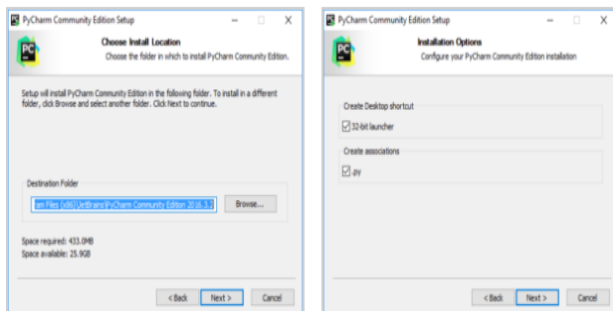 PyCharm Community Edition Setup
Choose Install Location
Choose the folder in which to install PyCharm Community Edition.
Setup will install PyCharm Community Edition in the following folder. To install in a different
folder, click Browse and select another folder. Click Next to continue.
Destination Folder
am Files (x86)\JetBrains\PyCharm Community Edition 2016.3.
Browse...
Space required: 433.0MB
Space available: 25.9GB
< Back
Next >
Cancel
PyCharm Community Edition Setup
Installation Options
Configure your PyCharm Community Edition installation
Create Desktop shortcut
32-bit launcher
Create associations
.py
< Back
Next >
Cancel